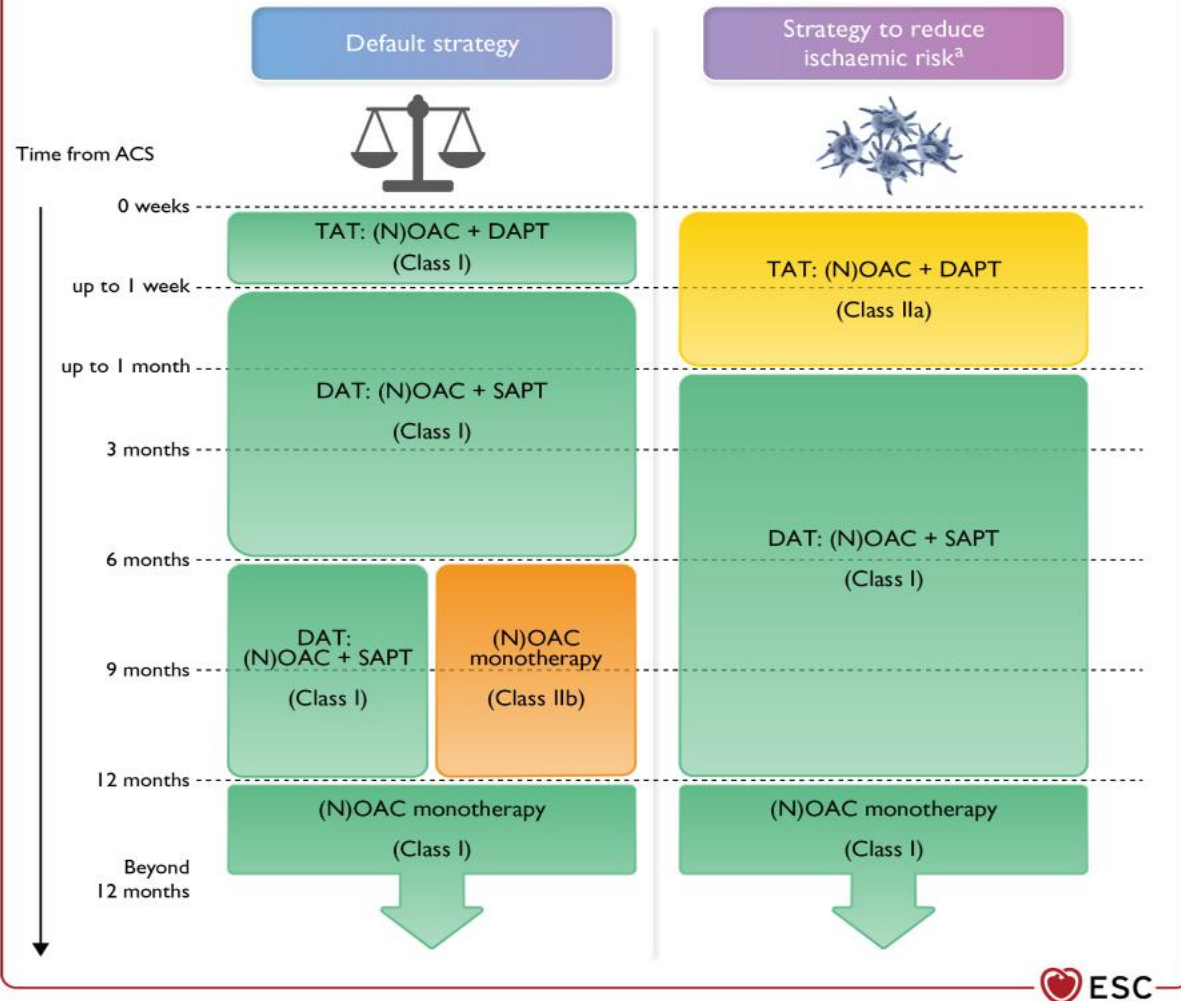 Default strategy
Strategy to reduce
ischaemic riskᵃ
Time from ACS
0 weeks
TAT: (N)OAC + DAPT
(Class I)
TAT: (N)OAC + DAPT
(Class IIa)
up to 1 week
up to 1 month
DAT: (N)OAC + SAPT
(Class I)
3 months
DAT: (N)OAC + SAPT
(Class I)
6 months
DAT:
(N)OAC + SAPT
(Class I)
(N)OAC
monotherapy
(Class IIb)
9 months
12 months
(N)OAC monotherapy
(Class I)
(N)OAC monotherapy
(Class I)
Beyond
12 months
ESC